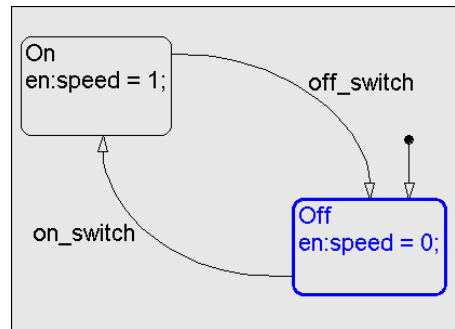 On
en:speed = 1;
off_switch
on_switch
Off
en:speed = 0;